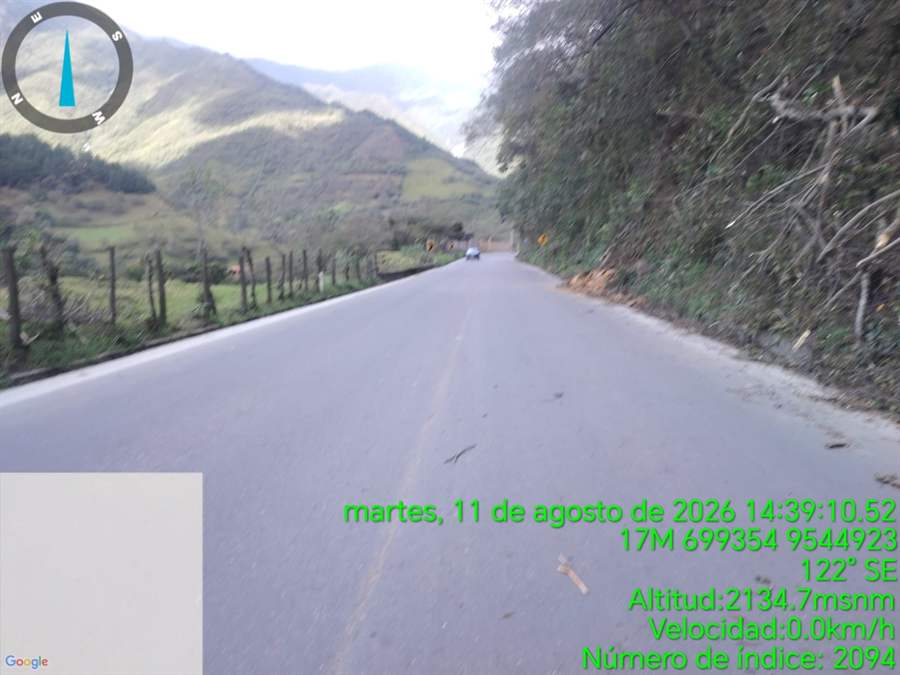 E
S
N
W
martes, 11 de agosto de 2026 14:39:10.52
17M 699354 9544923
122° SE
Altitud:2134.7msnm
Velocidad:0.0km/h
Número de índice: 2094
Google